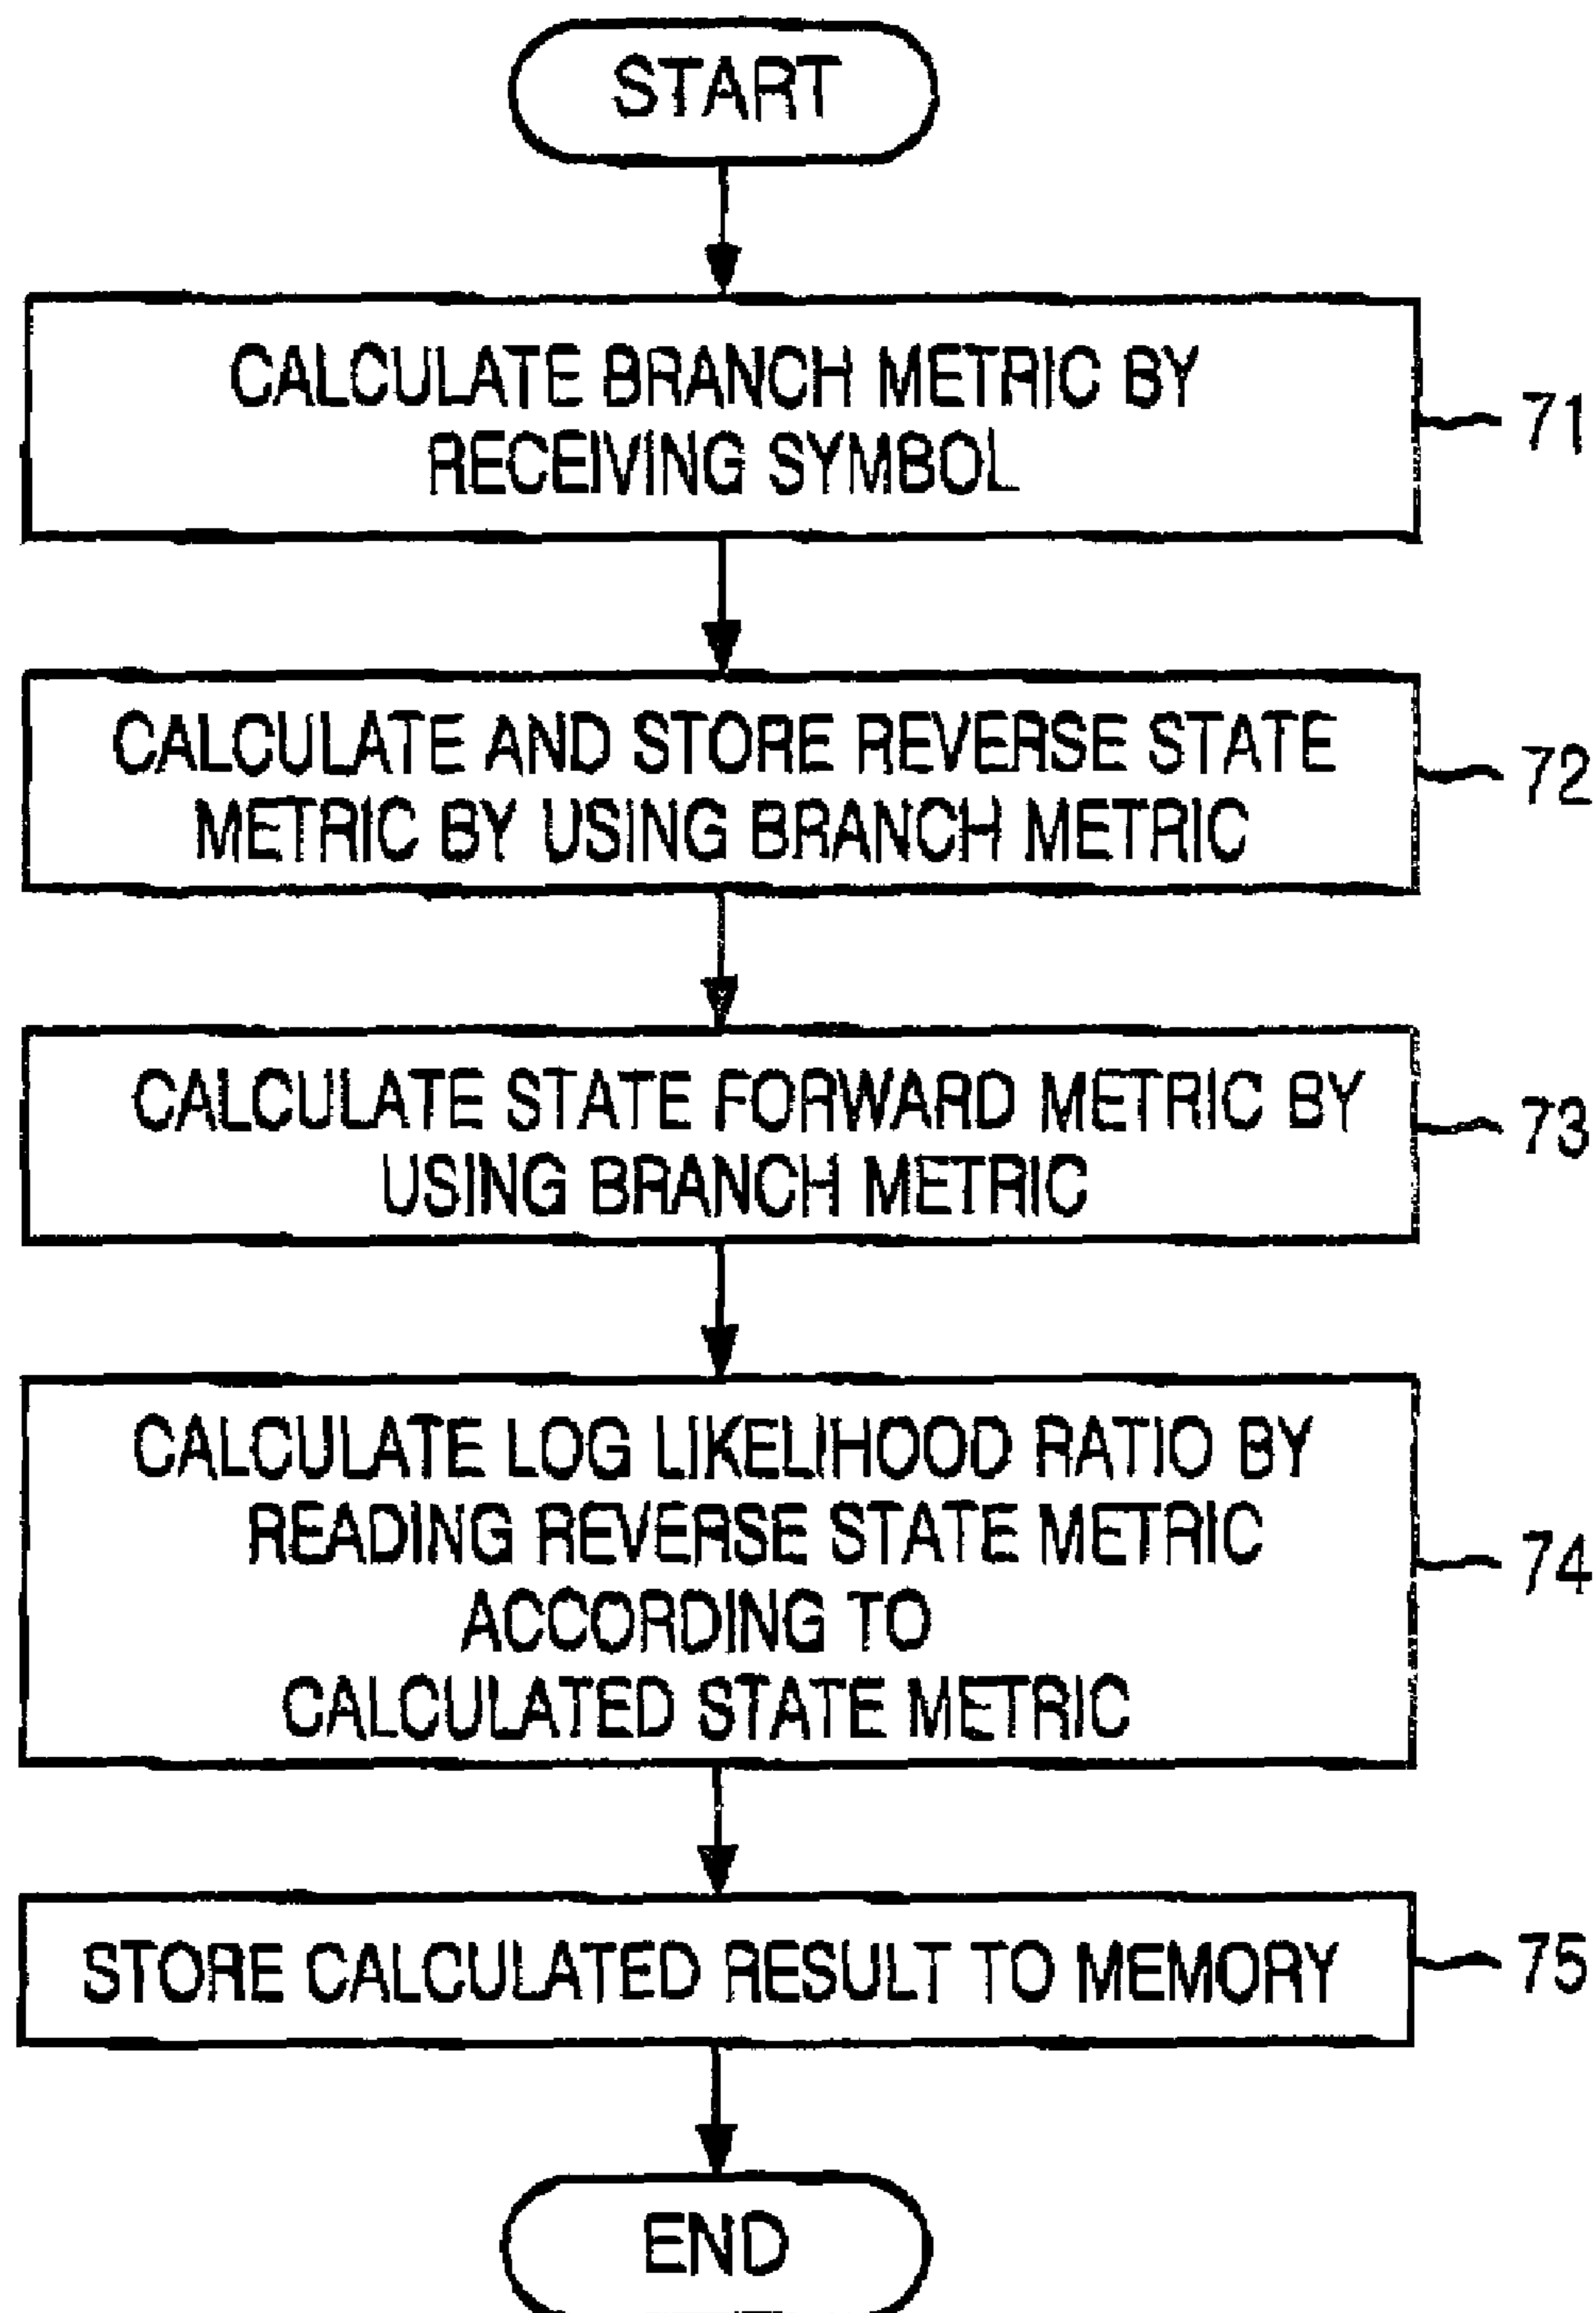 START
CALCULATE BRANCH METRIC BY
RECEIVING SYMBOL
71
CALCULATE AND STORE REVERSE STATE
METRIC BY USING BRANCH METRIC
72
CALCULATE STATE FORWARD METRIC BY
USING BRANCH METRIC
73
CALCULATE LOG LIKELIHOOD RATIO BY
READING REVERSE STATE METRIC
ACCORDING TO
CALCULATED STATE METRIC
74
STORE CALCULATED RESULT TO MEMORY
75
END